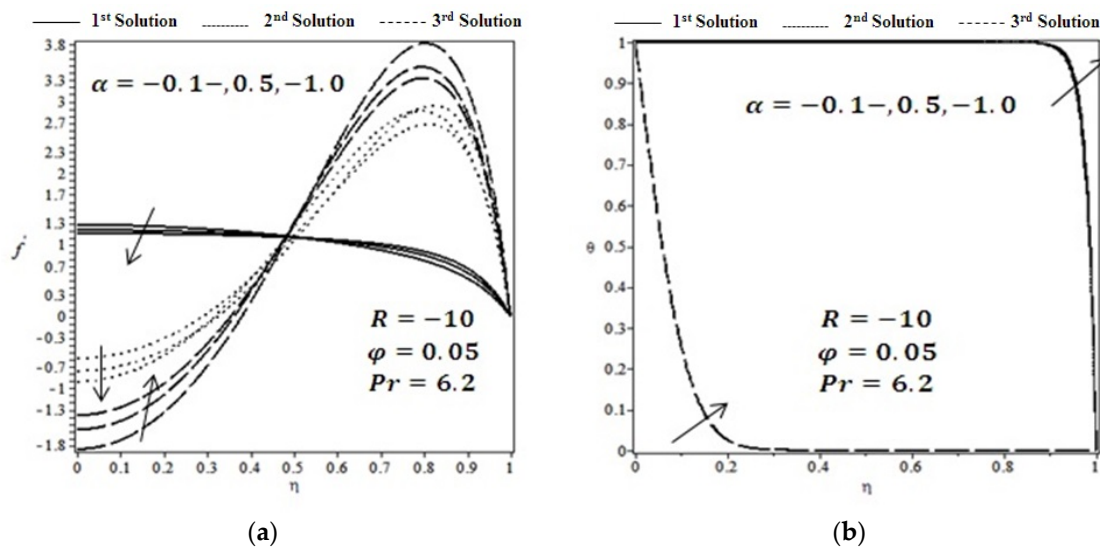 1st Solution 2nd Solution 3rd Solution
3.8
3.3
3
2.7
2.3
2
1.7
1.3
1
0.7
0.3
0
-0.3
-0.7
-1
-1.3
-1.8
α = −0.1−,0.5,−1.0
R = −10
φ = 0.05
Pr = 6.2
0 0.1 0.2 0.3 0.4 0.5 0.6 0.7 0.8 0.9 1
η
(a)
1st Solution 2nd Solution 3rd Solution
1
0.9
0.8
0.7
0.6
0.5
0.4
0.3
0.2
0.1
0
θ
α = −0.1−,0.5,−1.0
R = −10
φ = 0.05
Pr = 6.2
0 0.2 0.4 0.6 0.8 1
η
(b)